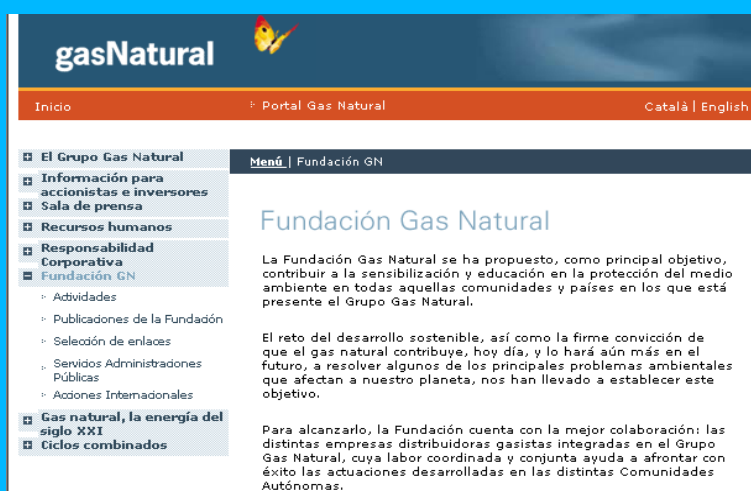 gasNatural
Inicio
Portal Gas Natural
Català | English
El Grupo Gas Natural
Información para
accionistas e inversores
Sala de prensa
Recursos humanos
Responsabilidad
Corporativa
Fundación GN
Actividades
Publicaciones de la Fundación
Selección de enlaces
Servicios Administraciones
Públicas
Acciones Internacionales
Gas natural, la energía del
siglo XXI
Ciclos combinados
Menú | Fundación GN
Fundación Gas Natural
La Fundación Gas Natural se ha propuesto, como principal objetivo,
contribuir a la sensibilización y educación en la protección del medio
ambiente en todas aquellas comunidades y países en los que está
presente el Grupo Gas Natural.
El reto del desarrollo sostenible, así como la firme convicción de
que el gas natural contribuye, hoy día, y lo hará aún más en el
futuro, a resolver algunos de los principales problemas ambientales
que afectan a nuestro planeta, nos han llevado a establecer este
objetivo.
Para alcanzarlo, la Fundación cuenta con la mejor colaboración: las
distintas empresas distribuidoras gasistas integradas en el Grupo
Gas Natural, cuya labor coordinada y conjunta ayuda a afrontar con
éxito las actuaciones desarrolladas en las distintas Comunidades
Autónomas.